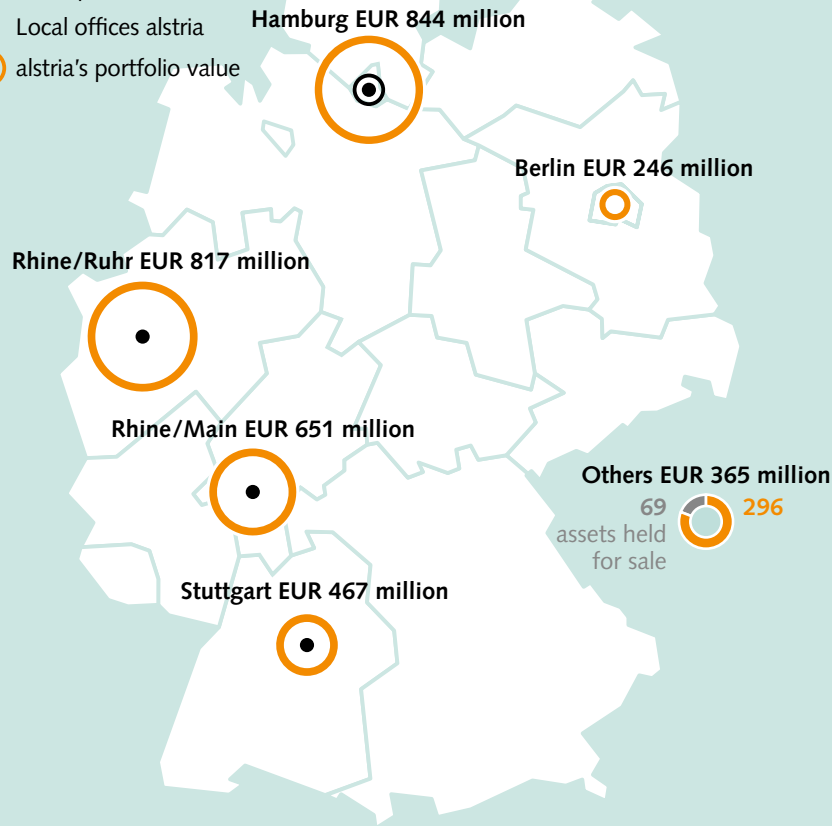 Local offices alstria
alstria's portfolio value
Hamburg EUR 844 million
Berlin EUR 246 million
Rhine/Ruhr EUR 817 million
Rhine/Main EUR 651 million
Others EUR 365 million
69
assets held
for sale
296
Stuttgart EUR 467 million